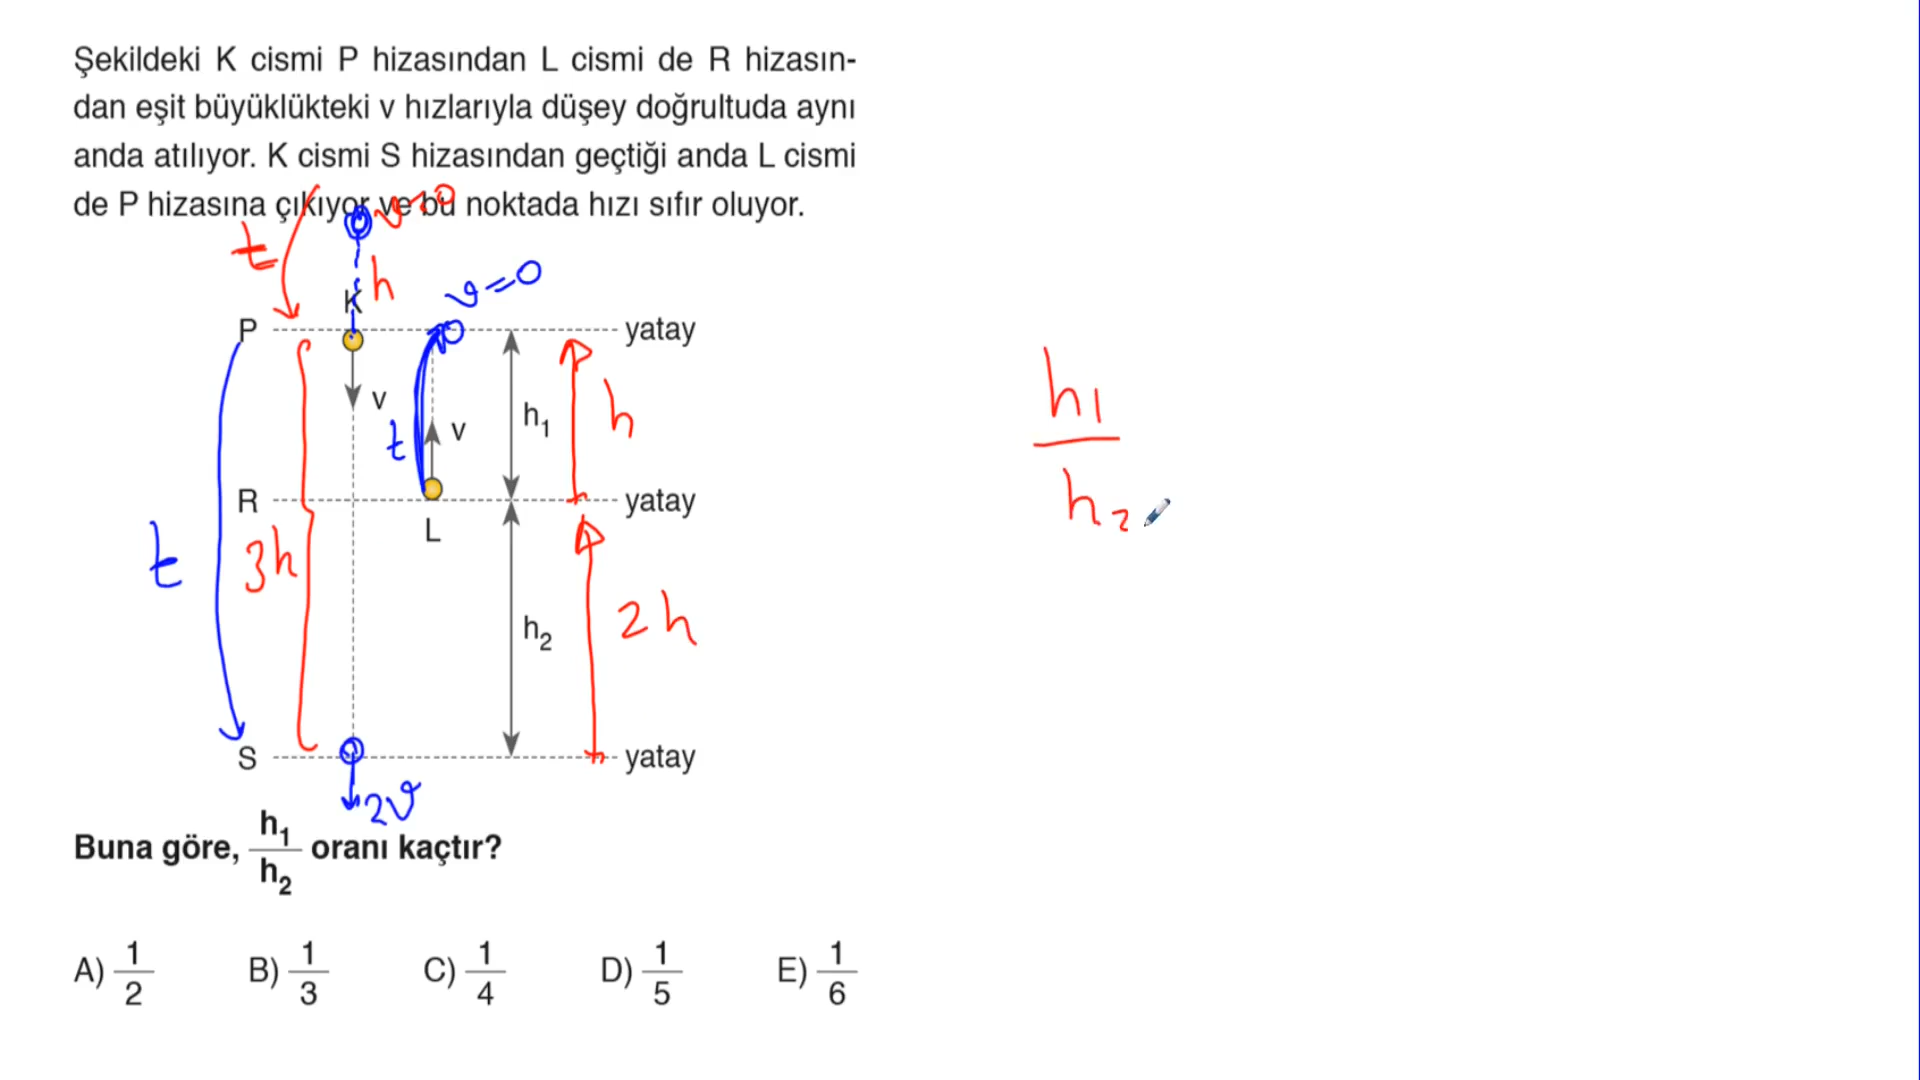 Şekildeki K cismi P hizasından L cismi de R hizasın-
dan eşit büyüklükteki v hızlarıyla düşey doğrultuda aynı
anda atılıyor. K cismi S hizasından geçtiği anda L cismi
de P hizasına çıkıyor ve bu noktada hızı sıfır oluyor.
v=0
t
h
v=0
K
P
yatay
v
t
v
h1
h
h1
R
yatay
h2
L
t
3h
h2
2h
S
yatay
2v
Buna göre, h1/h2 oranı kaçtır?
A) 1/2 B) 1/3 C) 1/4 D) 1/5 E) 1/6